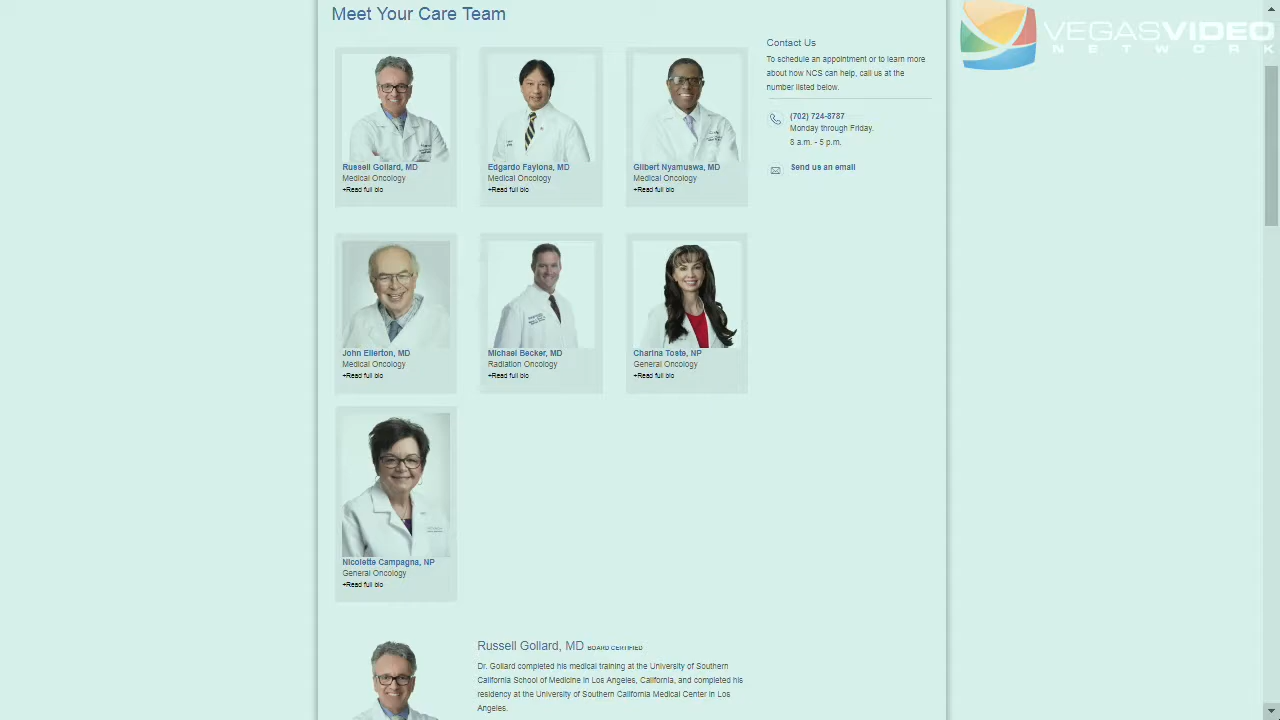 Meet Your Care Team
VEGASVIDEO
NETWORK
Contact Us
To schedule an appointment or to learn more
about how NCS can help, call us at the
number listed below.
(702) 724-8787
Monday through Friday.
8 a.m. - 5 p.m.
Send us an email
Russell Gollard, MD
Medical Oncology
+Read full bio
Edgardo Faylona, MD
Medical Oncology
+Read full bio
Gilbert Nyamuswa, MD
Medical Oncology
+Read full bio
John Ellerton, MD
Medical Oncology
+Read full bio
Michael Becker, MD
Radiation Oncology
+Read full bio
Charina Toste, NP
General Oncology
+Read full bio
Nicolette Campagna, NP
General Oncology
+Read full bio
Russell Gollard, MD BOARD CERTIFIED
Dr. Gollard completed his medical training at the University of Southern
California School of Medicine in Los Angeles, California, and completed his
residency at the University of Southern California Medical Center in Los
Angeles.